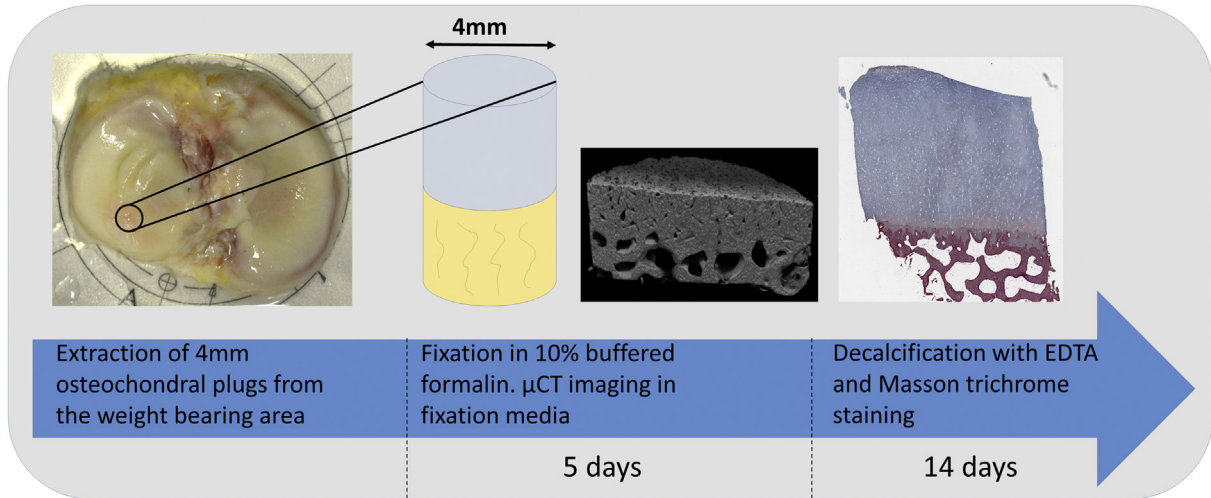 4mm
Extraction of 4mm
osteochondral plugs from
the weight bearing area
Fixation in 10% buffered
formalin. µCT imaging in
fixation media
Decalcification with EDTA
and Masson trichrome
staining
5 days
14 days